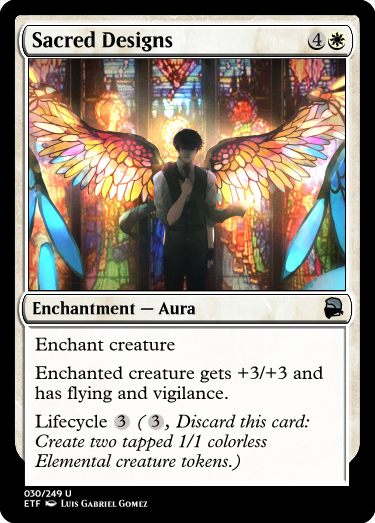 Sacred Designs 4
Enchantment — Aura
Enchant creature
Enchanted creature gets +3/+3 and
has flying and vigilance.
Lifecycle 3 (3, Discard this card:
Create two tapped 1/1 colorless
Elemental creature tokens.)
030/249 U
ETF Luis Gabriel Gomez